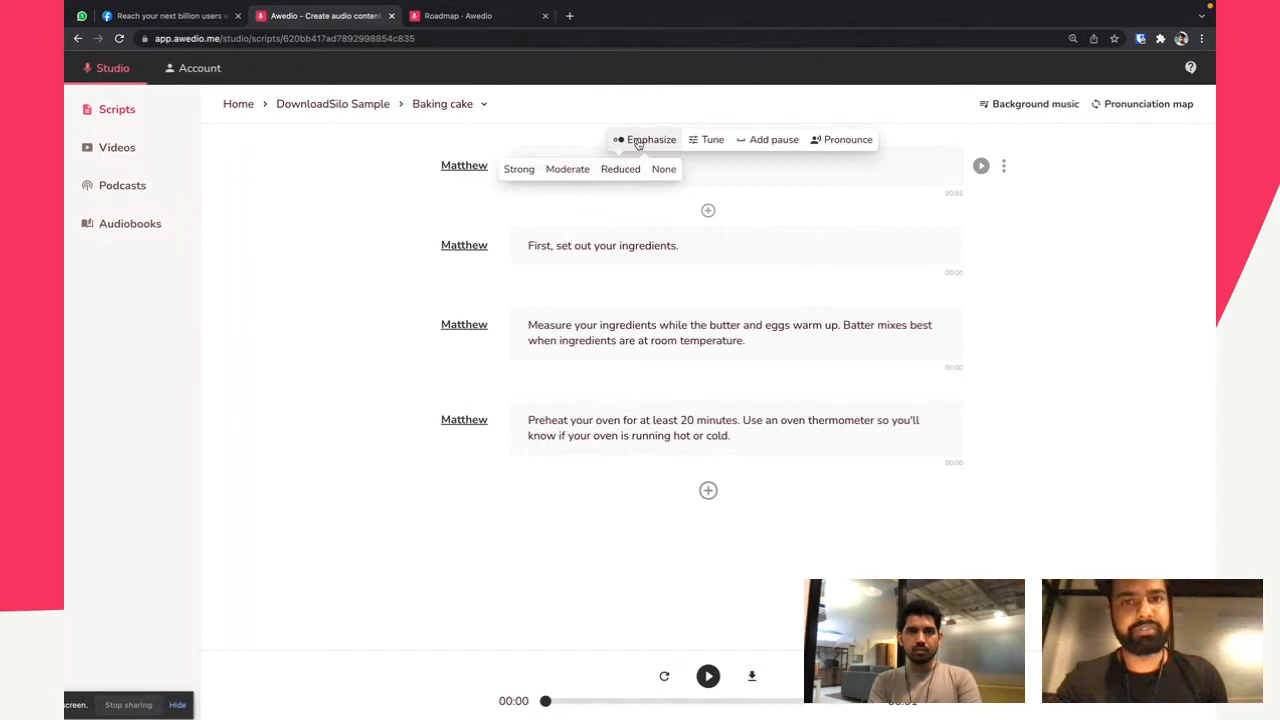 Reach your next billion users w
Awedio - Create audio content
Roadmap · Awedio
app.awedio.me/studio/scripts/620bb417ad7892998854c835
Studio
Account
Scripts
Videos
Podcasts
Audiobooks
Home > DownloadSilo Sample > Baking cake
Background music
Pronunciation map
Emphasize
Tune
Add pause
Pronounce
Matthew
Strong
Moderate
Reduced
None
00:01
Matthew
First, set out your ingredients.
00:00
Matthew
Measure your ingredients while the butter and eggs warm up. Batter mixes best
when ingredients are at room temperature.
00:00
Matthew
Preheat your oven for at least 20 minutes. Use an oven thermometer so you'll
know if your oven is running hot or cold.
00:00
screen.
Stop sharing
Hide
00:00